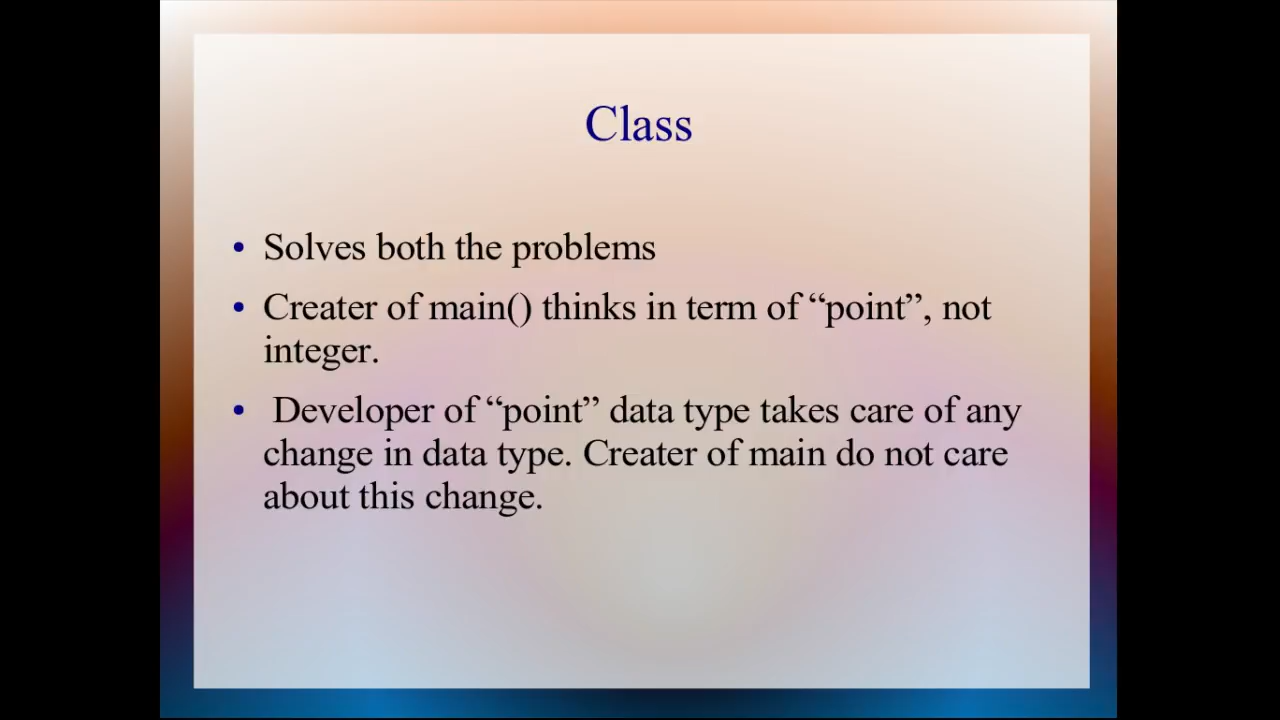 Class
• Solves both the problems
• Creater of main() thinks in term of “point”, not
integer.
• Developer of “point” data type takes care of any
change in data type. Creater of main do not care
about this change.